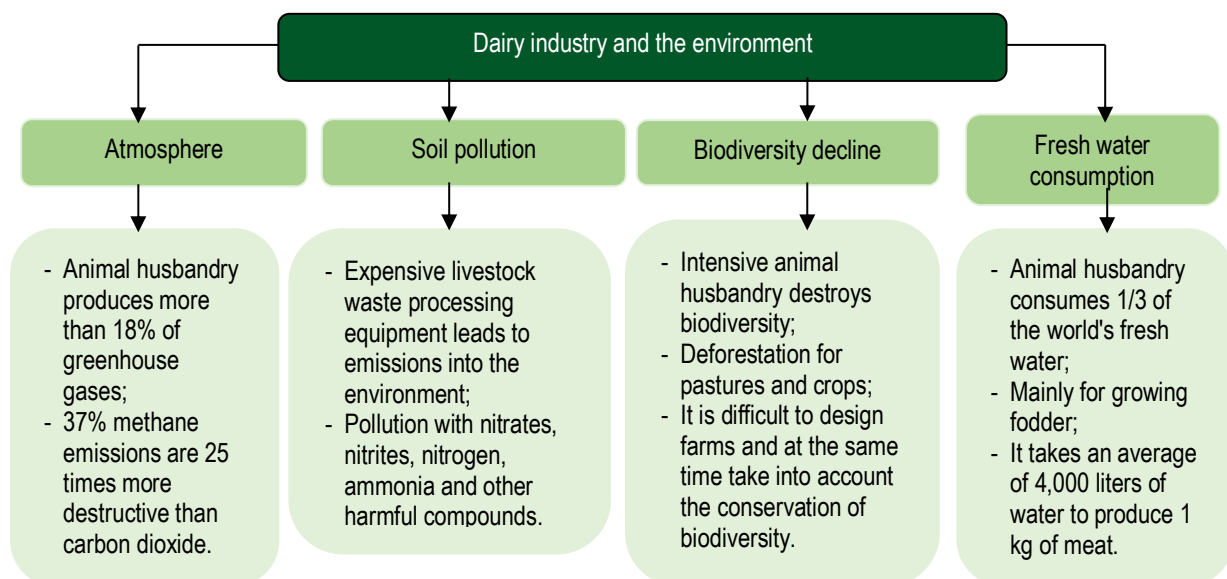 Dairy industry and the environment
Atmosphere
- Animal husbandry
produces more
than 18% of
greenhouse
gases;
- 37% methane
emissions are 25
times more
destructive than
carbon dioxide.
Soil pollution
- Expensive livestock
waste processing
equipment leads to
emissions into the
environment;
- Pollution with nitrates,
nitrites, nitrogen,
ammonia and other
harmful compounds.
Biodiversity decline
- Intensive animal
husbandry destroys
biodiversity;
- Deforestation for
pastures and crops;
- It is difficult to design
farms and at the same
time take into account
the conservation of
biodiversity.
Fresh water
consumption
- Animal husbandry
consumes 1/3 of
the world's fresh
water;
- Mainly for growing
fodder;
- It takes an average
of 4,000 liters of
water to produce 1
kg of meat.